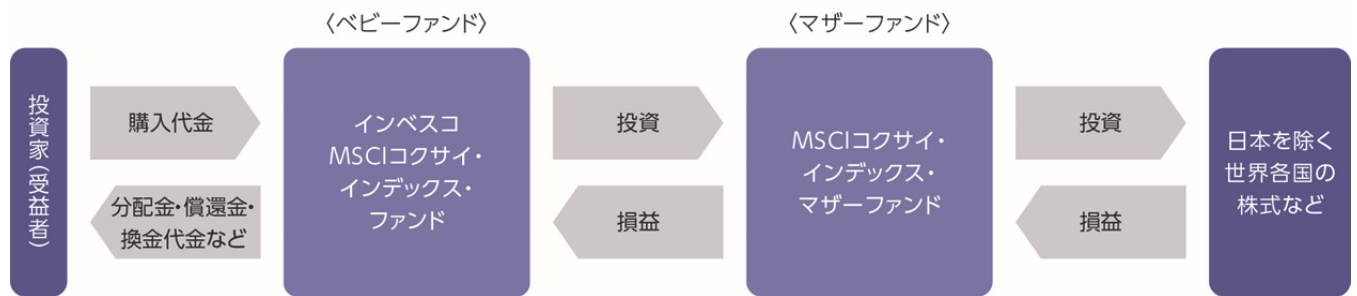 〈ベビーファンド〉
〈マザーファンド〉
投資家(受益者)
購入代金
分配金・償還金・
換金代金など
インベスコ
MSCIコクサイ・
インデックス・
ファンド
投資
損益
MSCIコクサイ・
インデックス・
マザーファンド
投資
損益
日本を除く
世界各国の
株式など